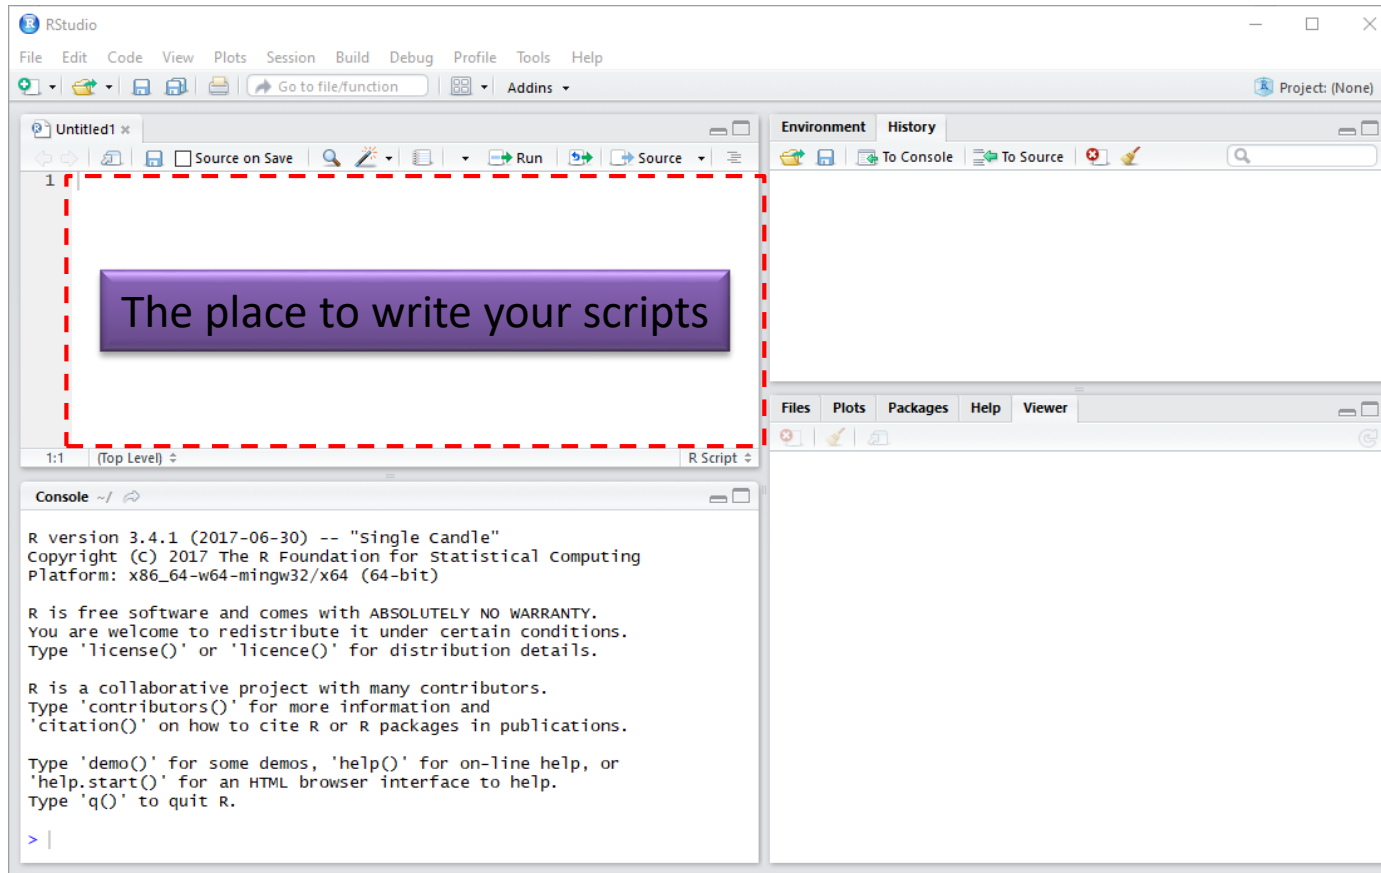 RStudio
File Edit Code View Plots Session Build Debug Profile Tools Help
Go to file/function Addins Project: (None)
Untitled1
Source on Save Run Source
1
The place to write your scripts
1:1 (Top Level) R Script
Console ~/
R version 3.4.1 (2017-06-30) -- "Single Candle"
Copyright (C) 2017 The R Foundation for Statistical Computing
Platform: x86_64-w64-mingw32/x64 (64-bit)
R is free software and comes with ABSOLUTELY NO WARRANTY.
You are welcome to redistribute it under certain conditions.
Type 'license()' or 'licence()' for distribution details.
R is a collaborative project with many contributors.
Type 'contributors()' for more information and
'citation()' on how to cite R or R packages in publications.
Type 'demo()' for some demos, 'help()' for on-line help, or
'help.start()' for an HTML browser interface to help.
Type 'q()' to quit R.
>
Environment History
To Console To Source
Files Plots Packages Help Viewer